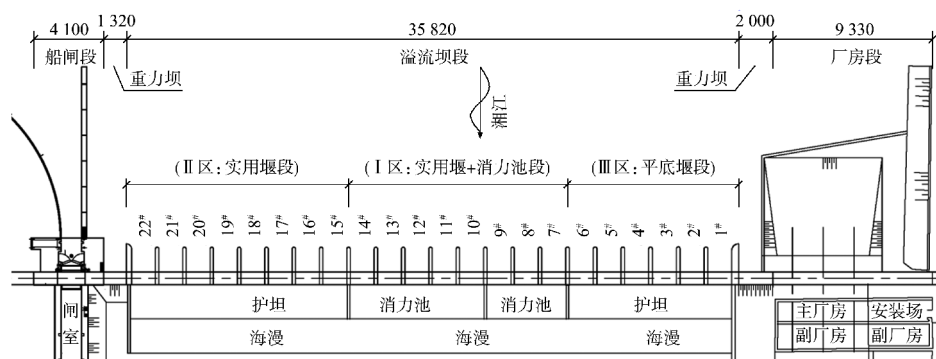 4 100 1 320 35 820 2 000 9 330
船闸段 溢流坝段 厂房段
重力坝 重力坝
湘江
(Ⅱ区:实用堰段) (Ⅰ区:实用堰+消力池段) (Ⅲ区:平底堰段)
22# 21# 20# 19# 18# 17# 16# 15# 14# 13# 12# 11# 10# 9# 8# 7# 6# 5# 4# 3# 2# 1#
闸室 护坦 消力池 消力池 护坦 主厂房 安装场
海漫 海漫 海漫 副厂房 副厂房